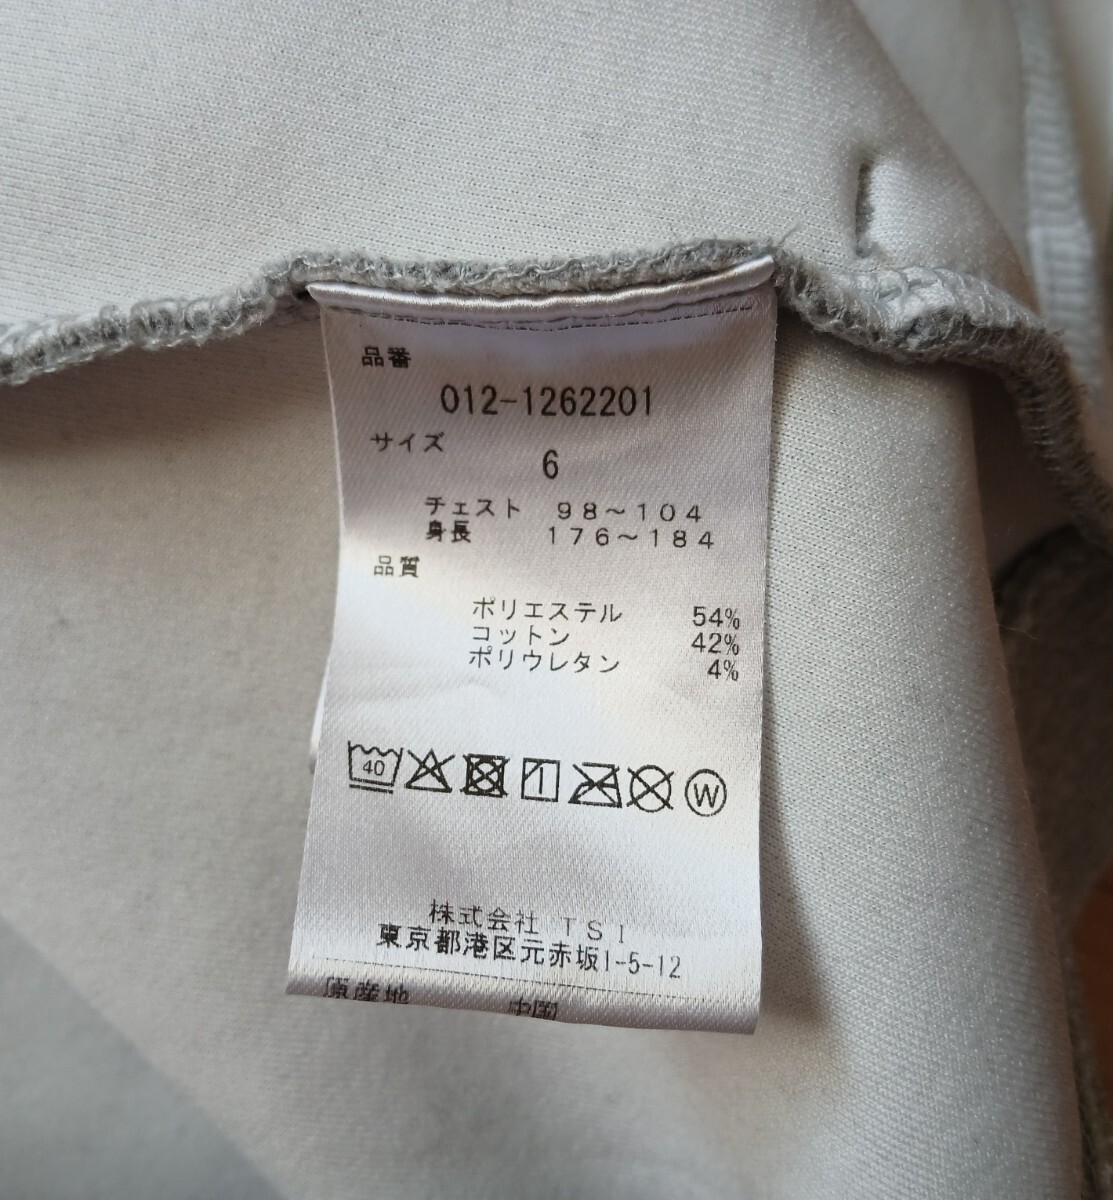 品番
012-1262201
サイズ
6
チェスト 98～104
身長 176～184
品質
ポリエステル 54%
コットン 42%
ポリウレタン 4%
40
W
株式会社 TSI
東京都港区元赤坂1-5-12
原産地 中国